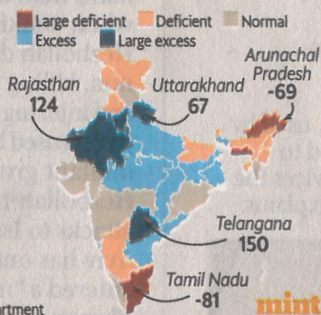 Large deficient Deficient Normal
Excess Large excess
Arunachal
Pradesh
-69
Rajasthan
124
Uttarakhand
67
Telangana
150
Tamil Nadu
-81
mint
artment